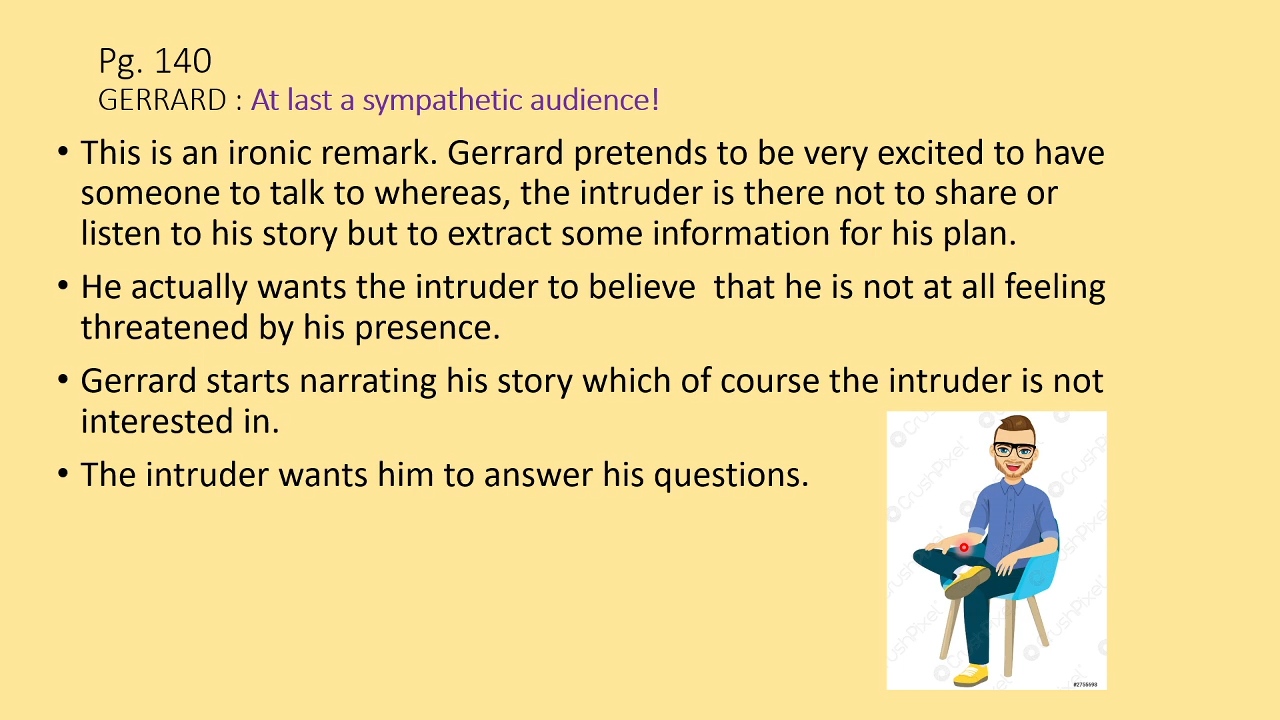 Pg. 140
GERRARD : At last a sympathetic audience!
• This is an ironic remark. Gerrard pretends to be very excited to have
someone to talk to whereas, the intruder is there not to share or
listen to his story but to extract some information for his plan.
• He actually wants the intruder to believe  that he is not at all feeling
threatened by his presence.
• Gerrard starts narrating his story which of course the intruder is not
interested in.
• The intruder wants him to answer his questions.
CrushPixel
CrushPixel
CrushPixel
CrushPixel